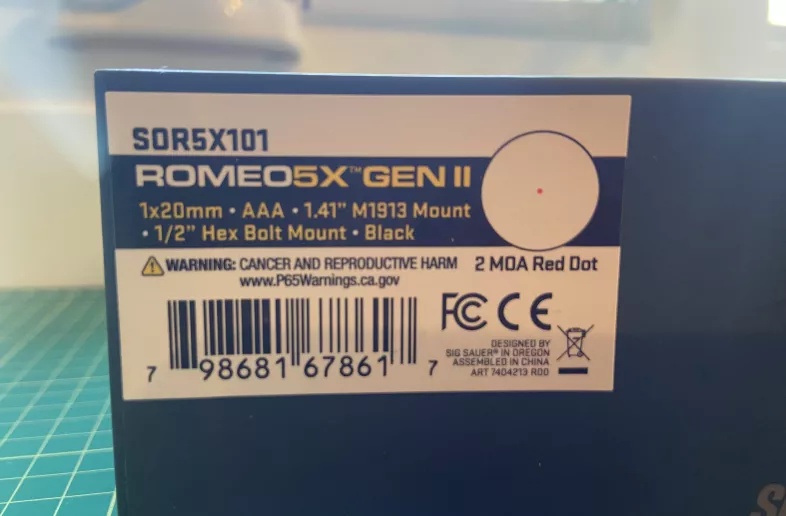 SOR5X101
ROMEO5X™ GEN II
1x20mm • AAA • 1.41” M1913 Mount
• 1/2” Hex Bolt Mount • Black
WARNING: CANCER AND REPRODUCTIVE HARM
www.P65Warnings.ca.gov
2 MOA Red Dot
7 98681 67861 7
FC CE
DESIGNED BY
SIG SAUER® IN OREGON
ASSEMBLED IN CHINA
ART 7404213 R00